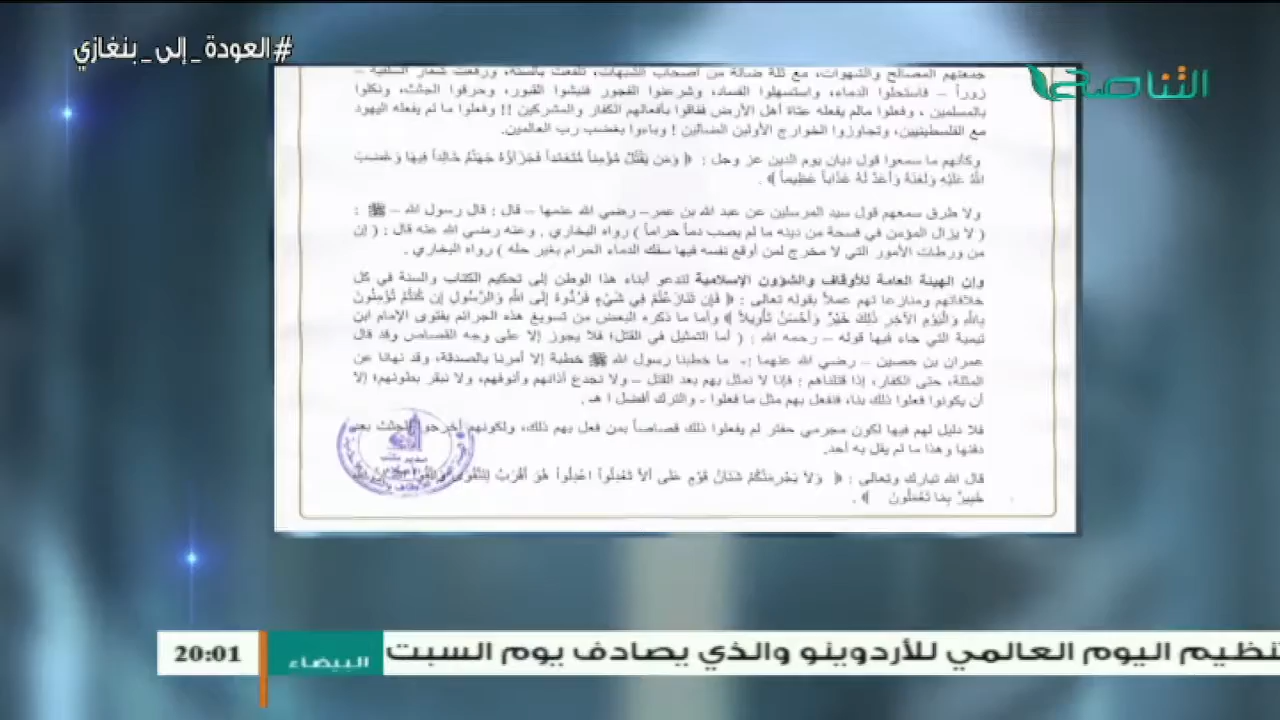 #العودة_إلى_بنغازي
التناصح
جمعتهم المصالح والشهوات، مع ثلة ضالة من أصحاب الشبهات، تلفعت بالسنة، ورفعت شعار السلفية –
زوراً – فاستحلوا الدماء، واستسهلوا الفساد، وشرعنوا الفجور فنبشوا القبور، وحرقوا الجثث، ونكلوا
بالمسلمين ، وفعلوا مالم يفعله عتاة أهل الأرض ففاقوا بأفعالهم الكفار والمشركين !! وفعلوا ما لم يفعله اليهود
مع الفلسطينيين، وتجاوزوا الخوارج الأولين الضالين ! وباءوا بغضب رب العالمين.
وكأنهم ما سمعوا قول ديان يوم الدين عز وجل : ﴿ وَمَن يَقْتُلْ مُؤْمِناً مُتَعَمِّداً فَجَزَاؤُهُ جَهَنَّمُ خَالِداً فِيهَا وَغَضِبَ
اللهُ عَلَيْهِ وَلَعَنَهُ وَأَعَدَّ لَهُ عَذَاباً عَظِيماً ﴾ .
ولا طرق سمعهم قول سيد المرسلين عن عبد الله بن عمر– رضي الله عنهما – قال : قال رسول الله – ﷺ :
( لا يزال المؤمن في فسحة من دينه ما لم يصب دماً حراماً ) رواه البخاري . وعنه رضي الله عنه قال : ( إن
من ورطات الأمور التي لا مخرج لمن أوقع نفسه فيها سفك الدماء الحرام بغير حله ) رواه البخاري .
وإن الهيئة العامة للأوقاف والشؤون الإسلامية لتدعو أبناء هذا الوطن إلى تحكيم الكتاب والسنة في كل
خلافاتهم ومنازعاتهم عملاً بقوله تعالى : ﴿ فَإِن تَنَازَعْتُمْ فِي شَيْءٍ فَرُدُّوهُ إِلَى اللهِ وَالرَّسُولِ إِن كُنتُمْ تُؤْمِنُونَ
بِاللهِ وَالْيَوْمِ الآخِرِ ذَلِكَ خَيْرٌ وَأَحْسَنُ تَأْوِيلاً ﴾ وأما ما ذكره البعض من تسويغ هذه الجرائم بفتوى الإمام ابن
تيمية التي جاء فيها قوله – رحمه الله : ( أما التمثيل في القتل؛ فلا يجوز إلا على وجه القصاص وقد قال
عمران بن حصين – رضي الله عنهما :- ما خطبنا رسول الله ﷺ خطبة إلا أمرنا بالصدقة، وقد نهانا عن
المثلة، حتى الكفار، إذا قتلناهم : فإنا لا نمثل بهم بعد القتل – ولا نجدع آذانهم وأنوفهم، ولا نبقر بطونهم؛ إلا
أن يكونوا فعلوا ذلك بنا، فنفعل بهم مثل ما فعلوا - والترك أفضل ا هـ .
فلا دليل لهم فيها لكون مجرمي حفتر لم يفعلوا ذلك قصاصاً بمن فعل بهم ذلك، ولكونهم أخرجوا الجثث بعد
دفنها وهذا ما لم يقل به أحد.
قال الله تبارك وتعالى : ﴿ وَلاَ يَجْرِمَنَّكُمْ شَنَآنُ قَوْمٍ عَلَى أَلاَّ تَعْدِلُواْ اعْدِلُواْ هُوَ أَقْرَبُ لِلتَّقْوَى وَاتَّقُواْ اللهَ إِنَّ اللهَ
خَبِيرٌ بِمَا تَعْمَلُونَ ﴾ .
تنظيم اليوم العالمي للأردوينو والذي يصادف يوم السبت
البيضاء
20:01